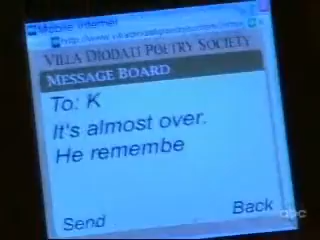 Mobile Internet
VILLA DIODATI POETRY SOCIETY
MESSAGE BOARD
To: K
It's almost over.
He remembe
Send
Back
abc